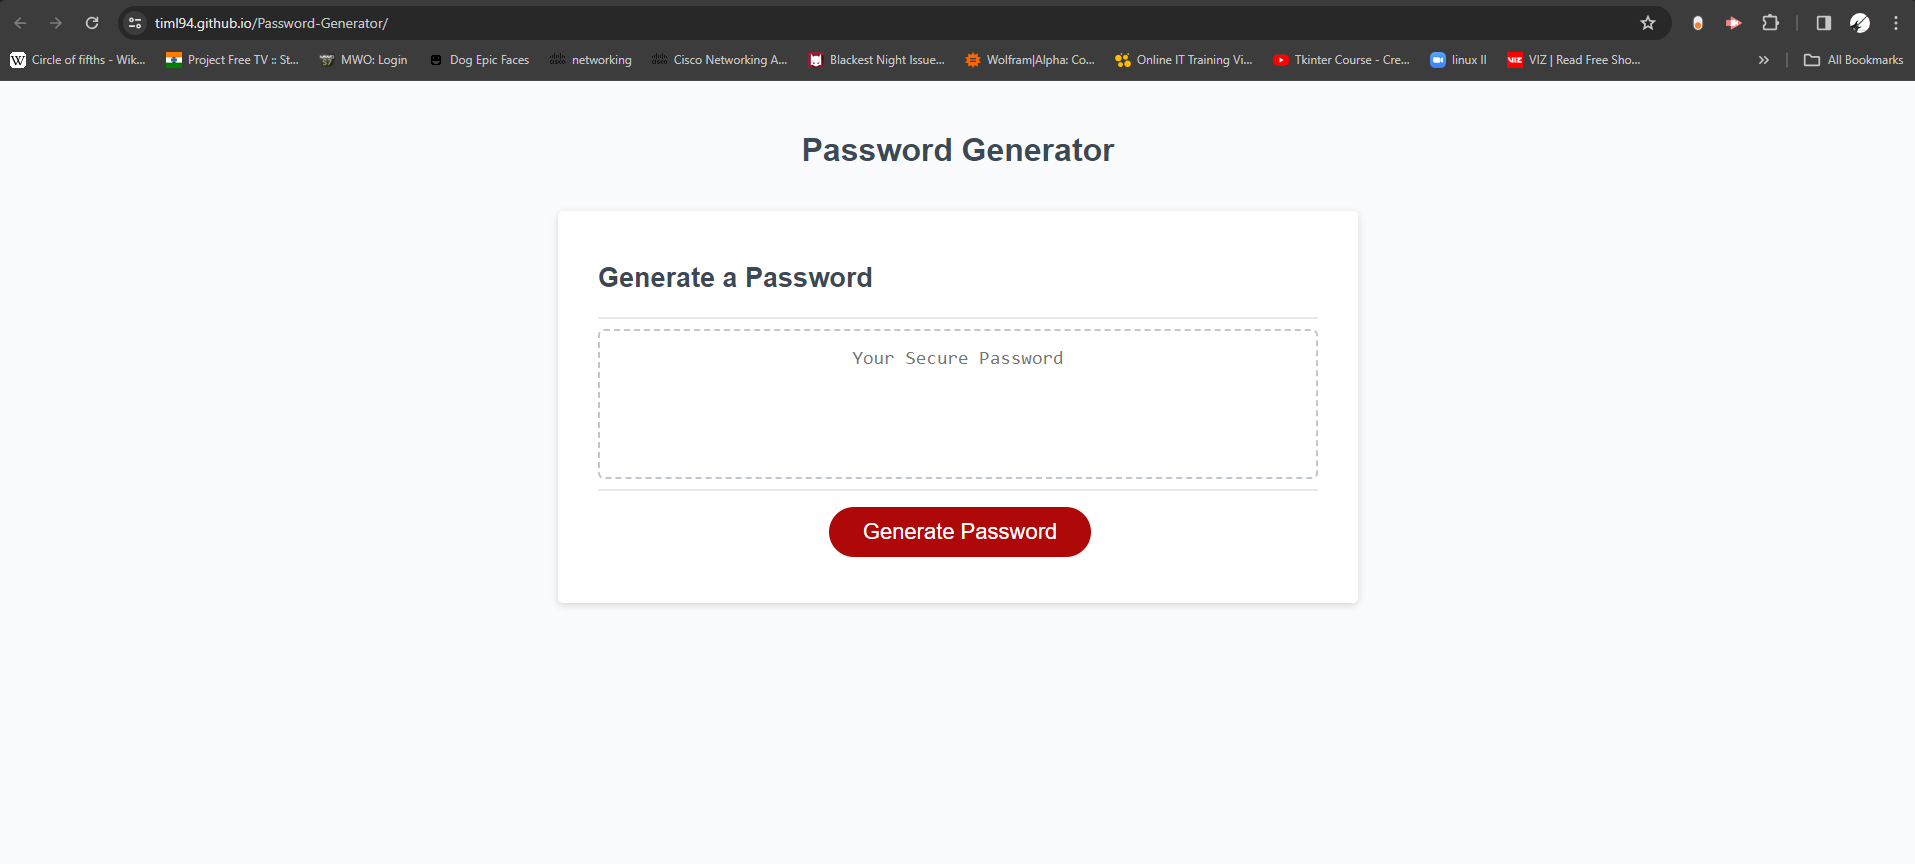 timl94.github.io/Password-Generator/
W Circle of fifths - Wik... Project Free TV :: St... MWO: Login Dog Epic Faces networking Cisco Networking A... Blackest Night Issue... Wolfram|Alpha: Co... Online IT Training Vi... Tkinter Course - Cre... linux II VIZ VIZ | Read Free Sho... » All Bookmarks
Password Generator
Generate a Password
Your Secure Password
Generate Password